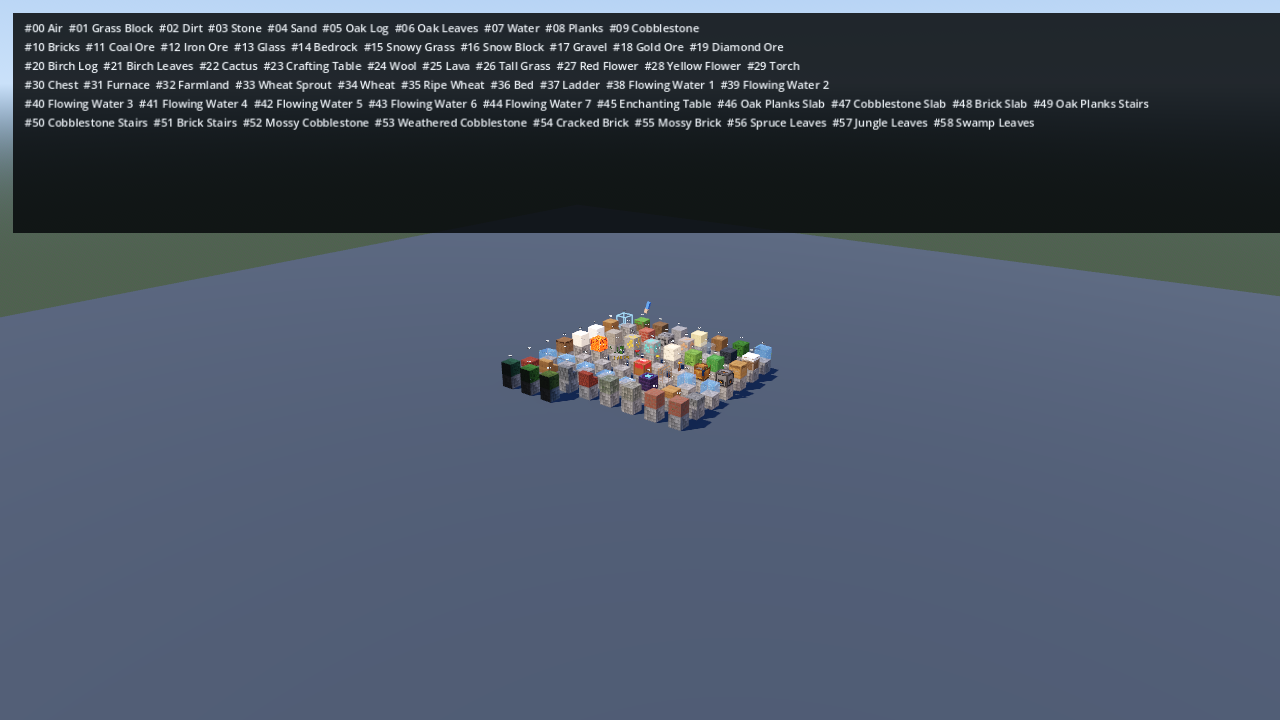 #00 Air #01 Grass Block #02 Dirt #03 Stone #04 Sand #05 Oak Log #06 Oak Leaves #07 Water #08 Planks #09 Cobblestone
#10 Bricks #11 Coal Ore #12 Iron Ore #13 Glass #14 Bedrock #15 Snowy Grass #16 Snow Block #17 Gravel #18 Gold Ore #19 Diamond Ore
#20 Birch Log #21 Birch Leaves #22 Cactus #23 Crafting Table #24 Wool #25 Lava #26 Tall Grass #27 Red Flower #28 Yellow Flower #29 Torch
#30 Chest #31 Furnace #32 Farmland #33 Wheat Sprout #34 Wheat #35 Ripe Wheat #36 Bed #37 Ladder #38 Flowing Water 1 #39 Flowing Water 2
#40 Flowing Water 3 #41 Flowing Water 4 #42 Flowing Water 5 #43 Flowing Water 6 #44 Flowing Water 7 #45 Enchanting Table #46 Oak Planks Slab #47 Cobblestone Slab #48 Brick Slab #49 Oak Planks Stairs
#50 Cobblestone Stairs #51 Brick Stairs #52 Mossy Cobblestone #53 Weathered Cobblestone #54 Cracked Brick #55 Mossy Brick #56 Spruce Leaves #57 Jungle Leaves #58 Swamp Leaves